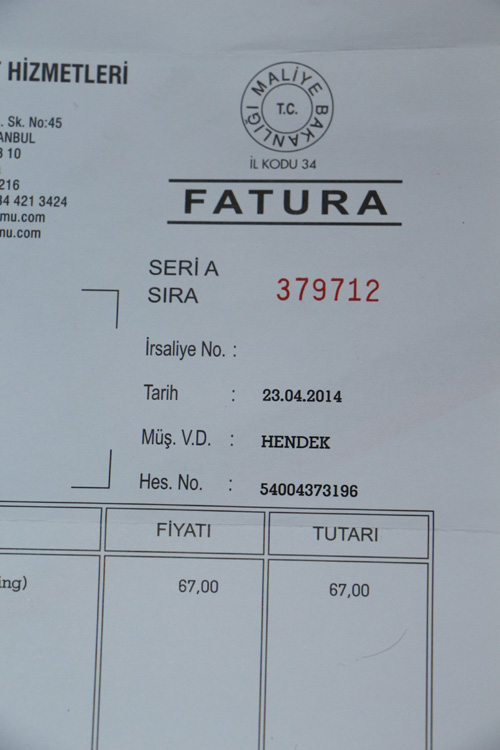 HİZMETLERİ
. Sk. No:45
ANBUL
3 10
216
34 421 3424
mu.com
nu.com
MALİYE BAKANLIĞI
T.C.
İL KODU 34
FATURA
SERİ A
SIRA 379712
İrsaliye No. :
Tarih : 23.04.2014
Müş. V.D. : HENDEK
Hes. No. : 54004373196
FİYATI TUTARI
ing) 67,00 67,00